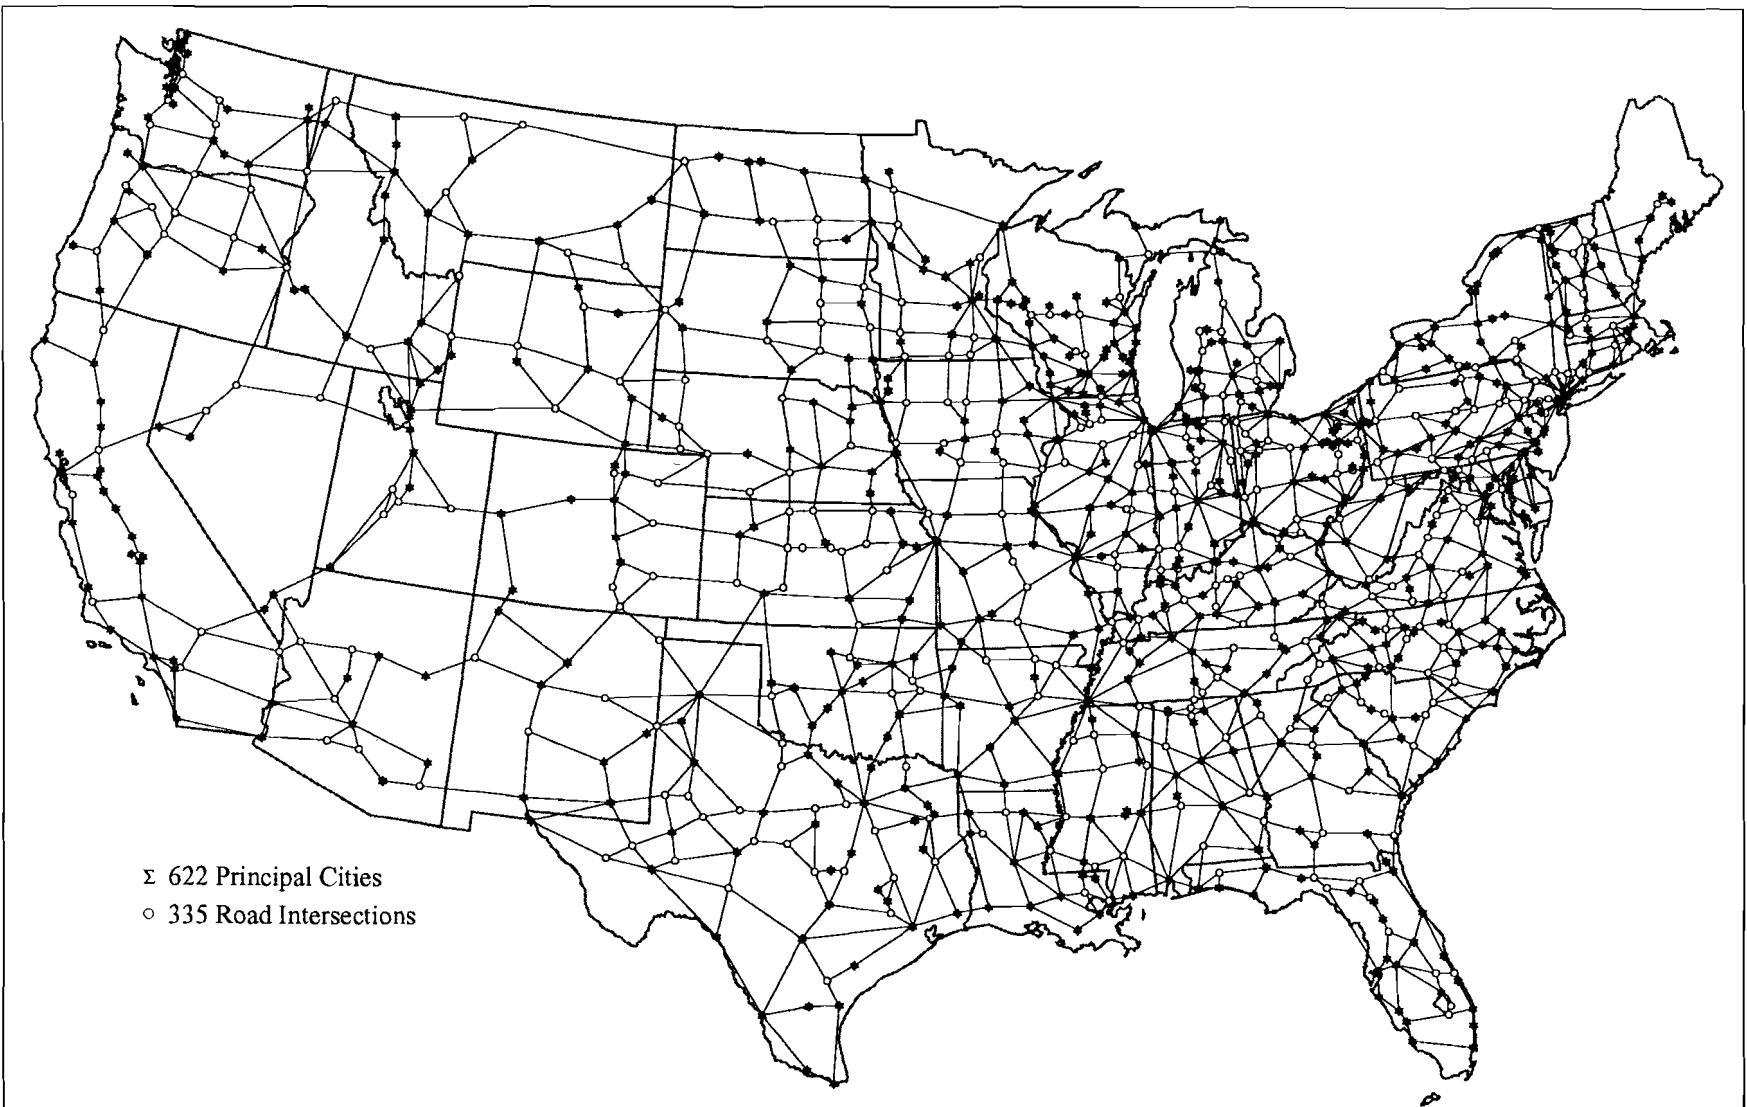 Σ 622 Principal Cities
○ 335 Road Intersections